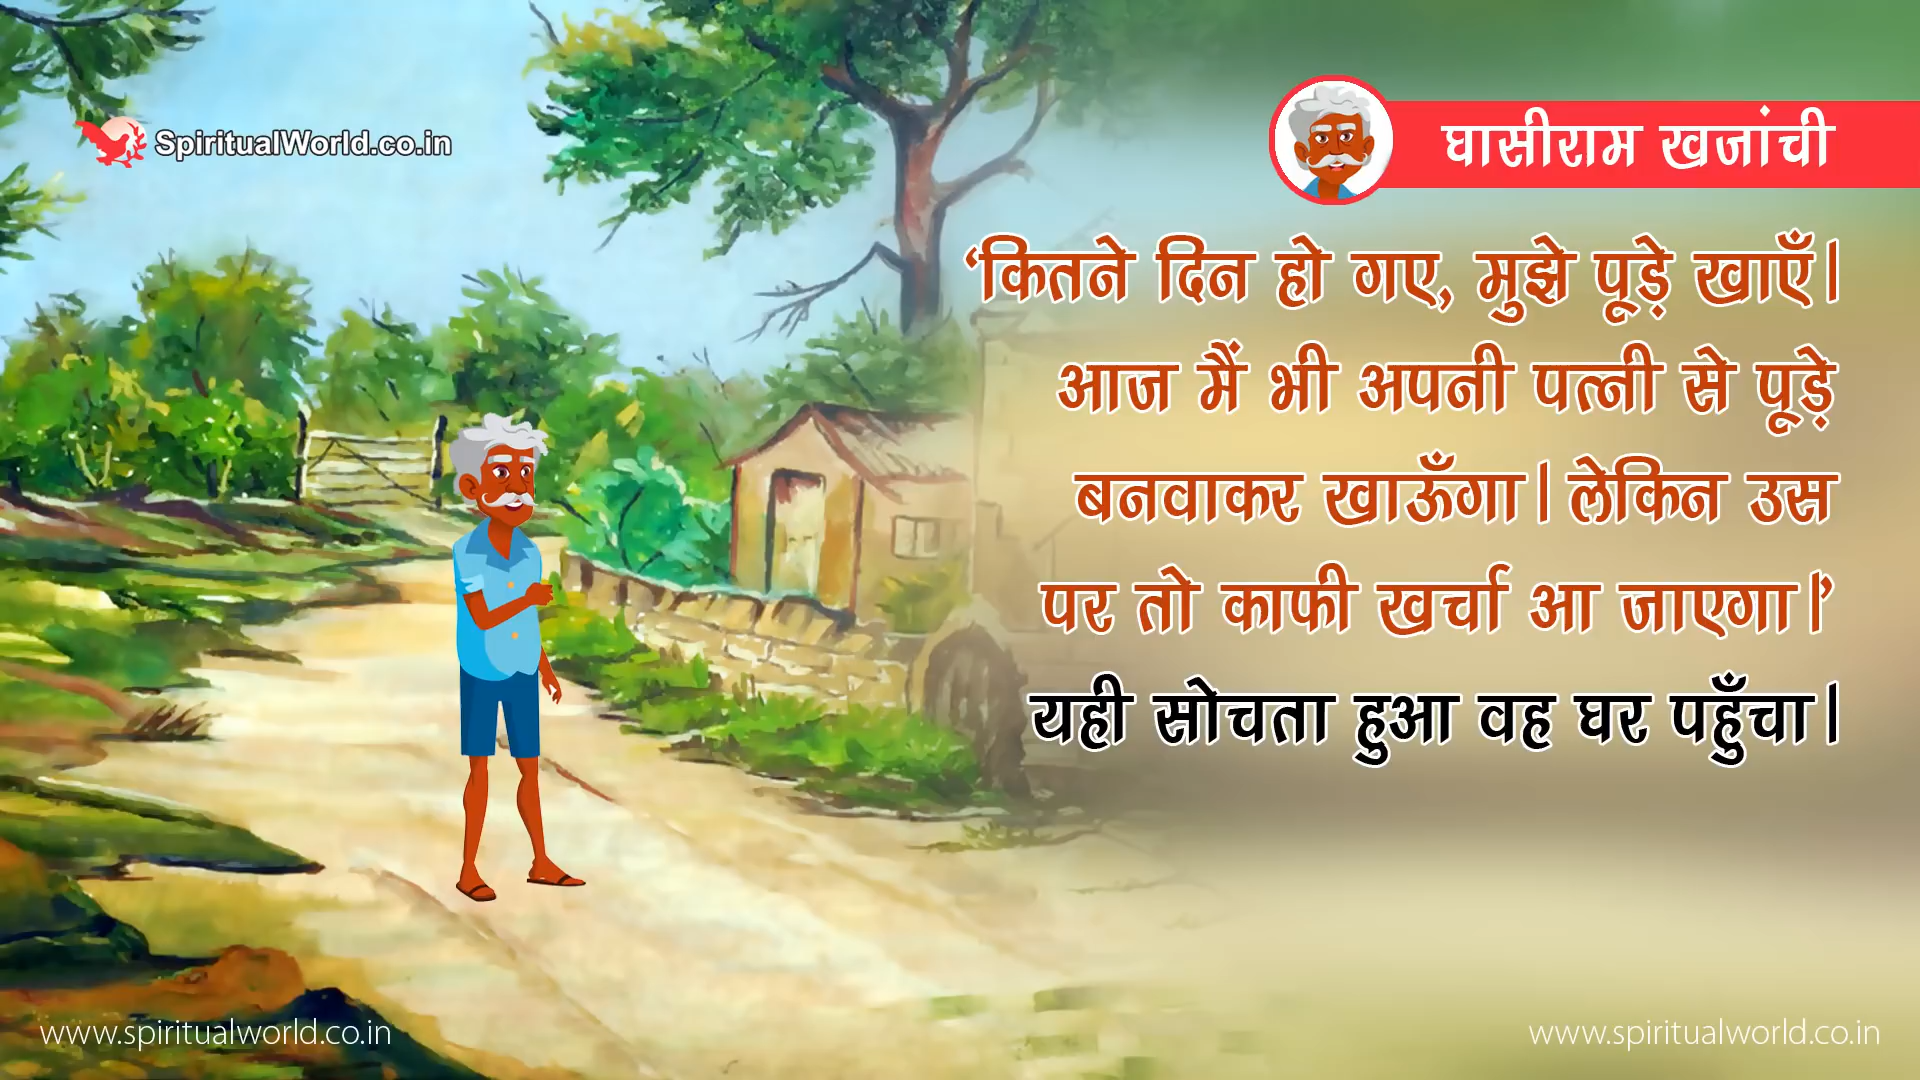 SpiritualWorld.co.in
घासीराम खजांची
‘कितने दिन हो गए, मुझे पूड़े खाएँ।
आज मैं भी अपनी पत्नी से पूड़े
बनवाकर खाऊँगा। लेकिन उस
पर तो काफी खर्चा आ जाएगा।’
यही सोचता हुआ वह घर पहुँचा।
www.spiritualworld.co.in
www.spiritualworld.co.in